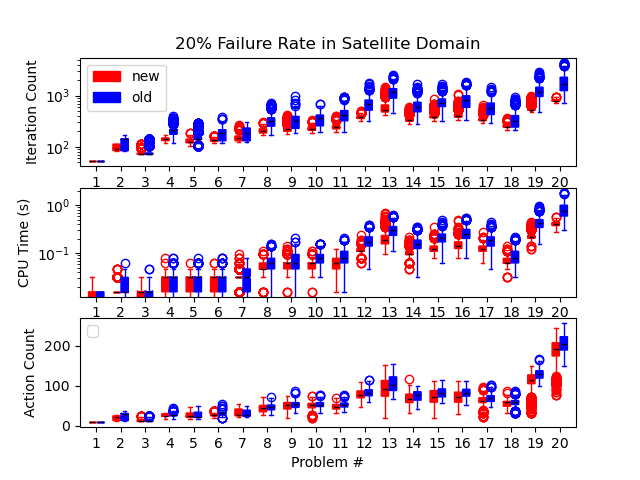 20% Failure Rate in Satellite Domain
Iteration Count
10³
10²
new
old
1 2 3 4 5 6 7 8 9 10 11 12 13 14 15 16 17 18 19 20
CPU Time (s)
10⁰
10⁻¹
1 2 3 4 5 6 7 8 9 10 11 12 13 14 15 16 17 18 19 20
Action Count
200
100
0
1 2 3 4 5 6 7 8 9 10 11 12 13 14 15 16 17 18 19 20
Problem #